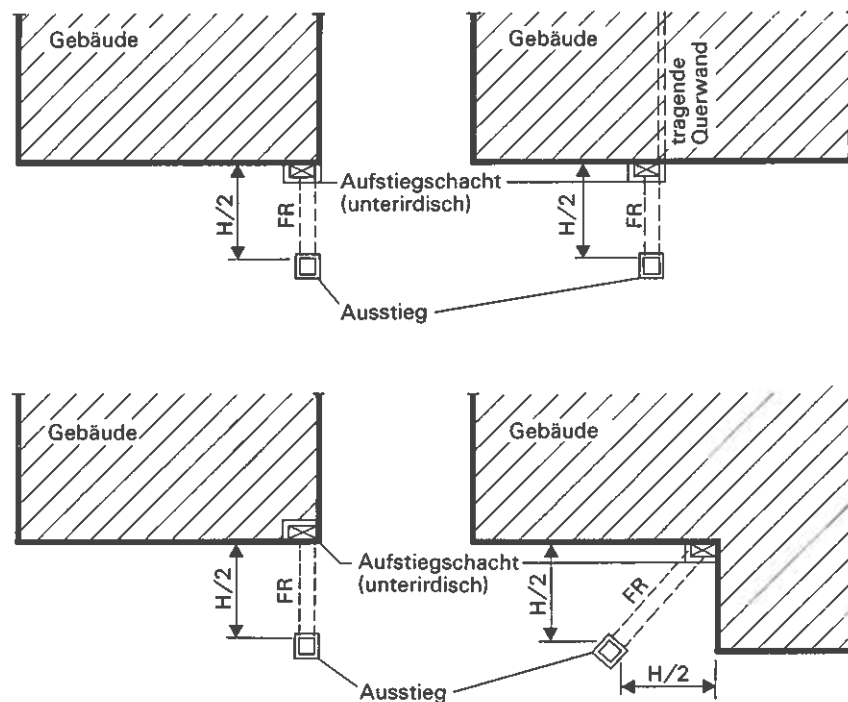 Gebäude
Gebäude
tragende
Querwand
Aufstiegschacht
(unterirdisch)
H/2
FR
H/2
FR
Ausstieg
Gebäude
Gebäude
Aufstiegschacht
(unterirdisch)
H/2
FR
H/2
FR
H/2
Ausstieg